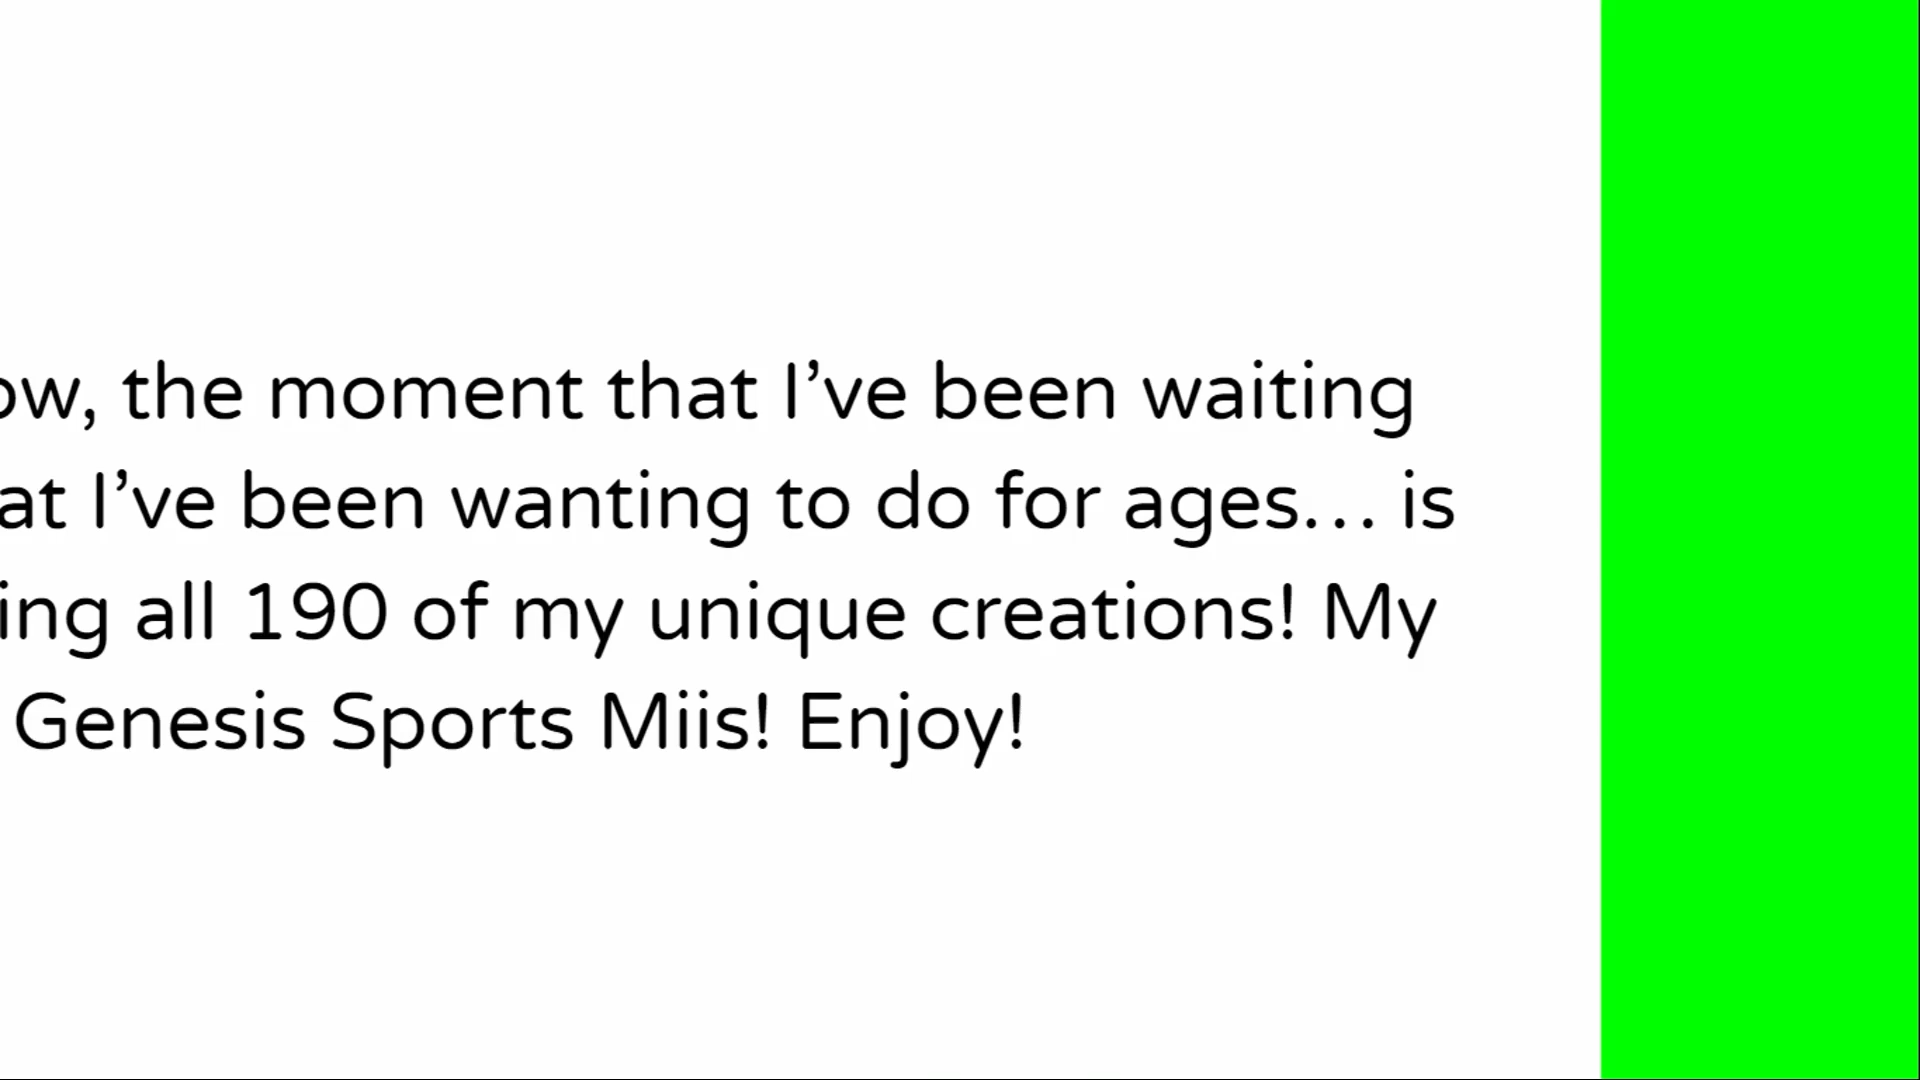 ow, the moment that I’ve been waiting
at I’ve been wanting to do for ages… is
ing all 190 of my unique creations! My
Genesis Sports Miis! Enjoy!